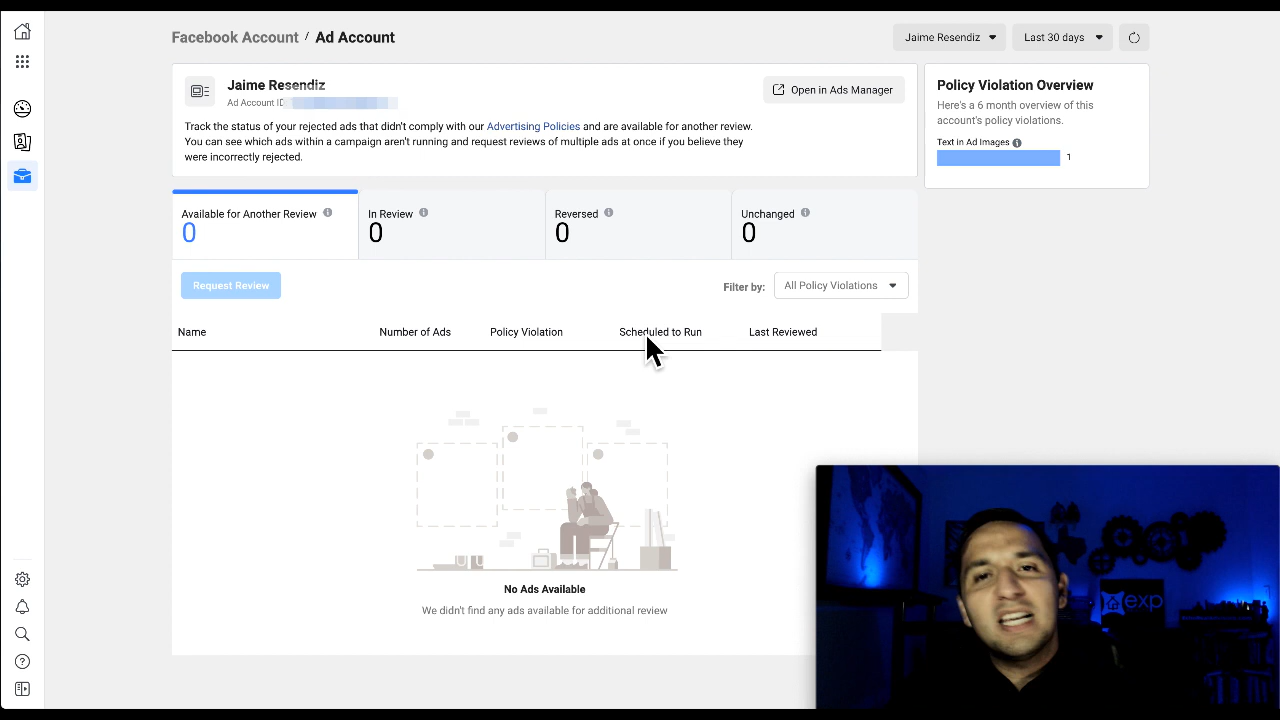 Facebook Account / Ad Account
Jaime Resendiz
Last 30 days
Jaime Resendiz
Ad Account ID
Open in Ads Manager
Track the status of your rejected ads that didn't comply with our Advertising Policies and are available for another review.
You can see which ads within a campaign aren't running and request reviews of multiple ads at once if you believe they
were incorrectly rejected.
Policy Violation Overview
Here's a 6 month overview of this
account's policy violations.
Text in Ad Images
1
Available for Another Review
0
In Review
0
Reversed
0
Unchanged
0
Request Review
Filter by:
All Policy Violations
Name
Number of Ads
Policy Violation
Scheduled to Run
Last Reviewed
No Ads Available
We didn't find any ads available for additional review
exp